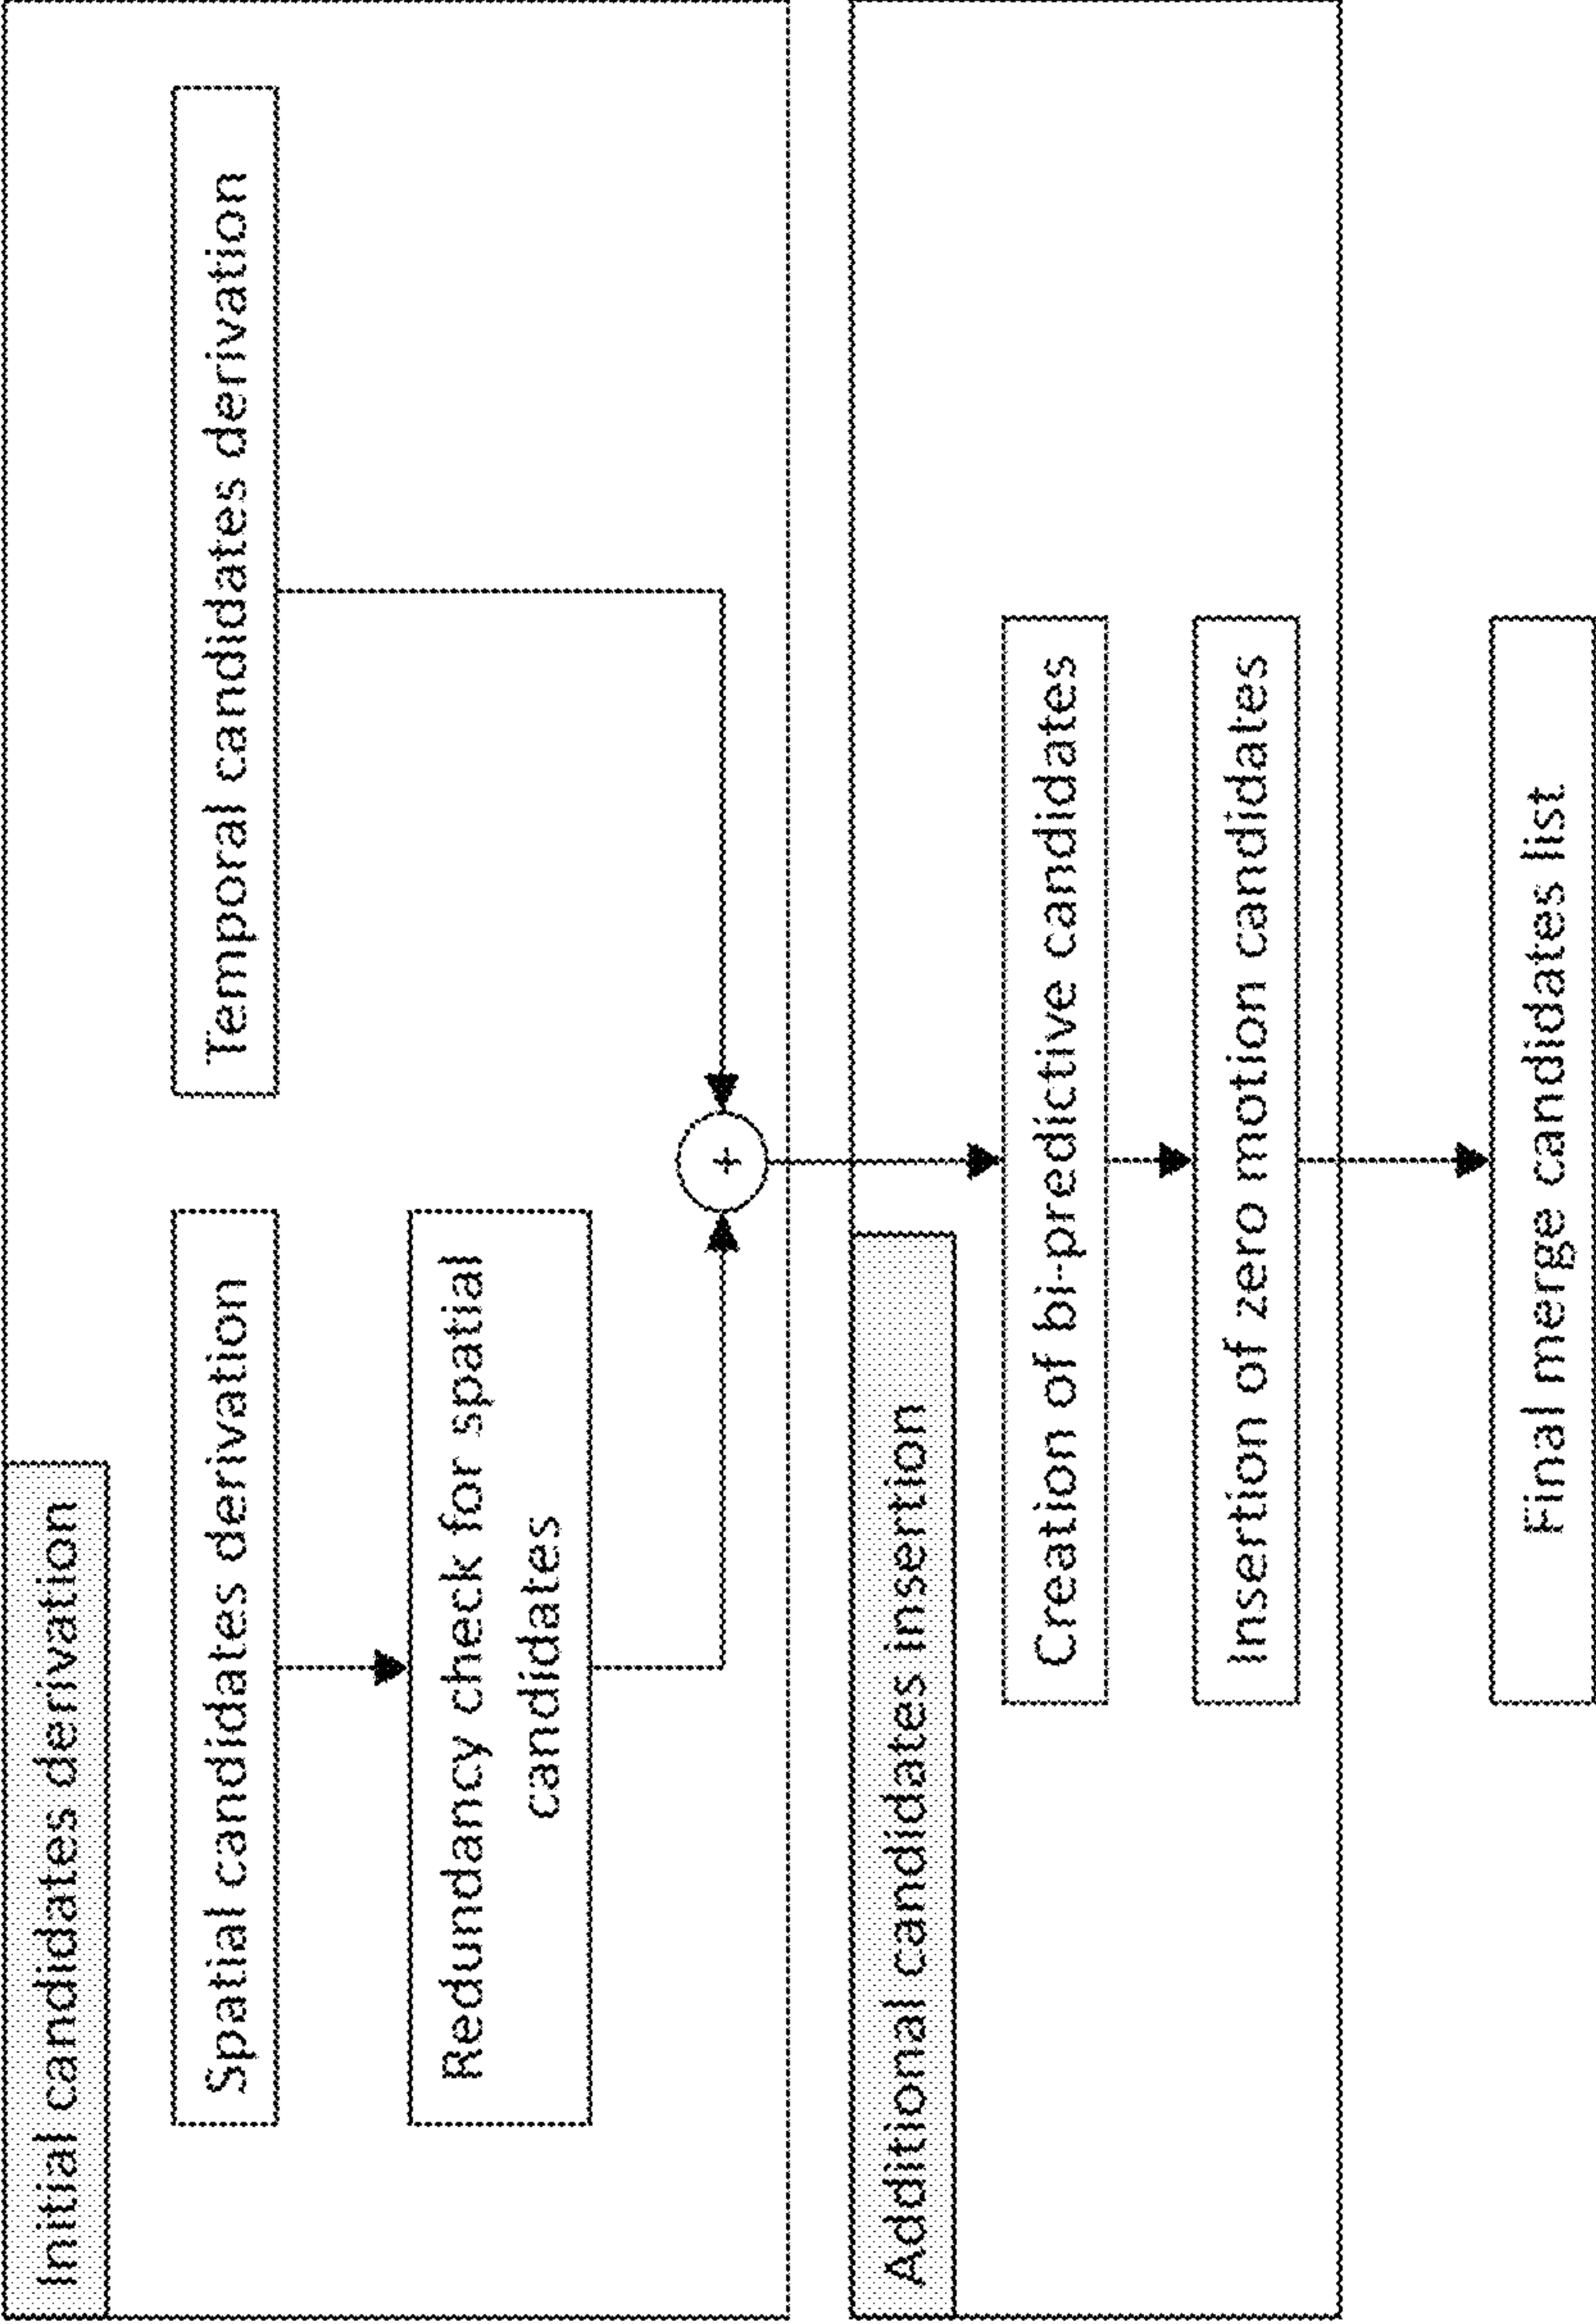 Initial candidates derivation
Spatial candidates derivation
Temporal candidates derivation
Redundancy check for spatial
candidates
+
Additional candidates insertion
Creation of bi-predictive candidates
Insertion of zero motion candidates
Final merge candidates list